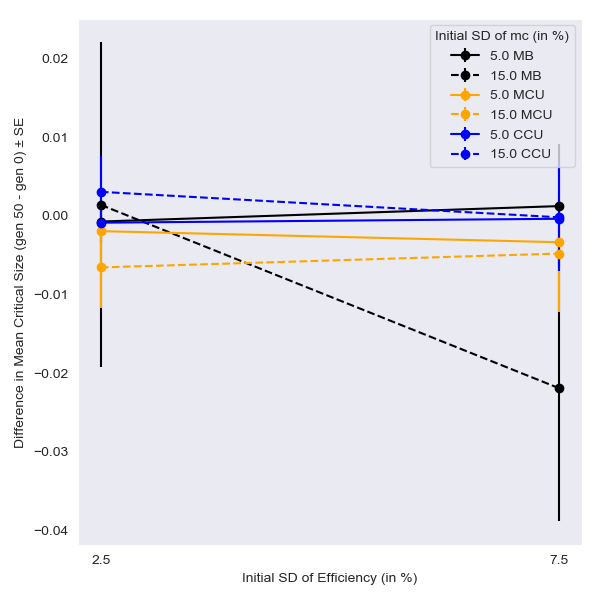 Initial SD of mc (in %)
5.0 MB
15.0 MB
5.0 MCU
15.0 MCU
5.0 CCU
15.0 CCU
0.02
0.01
0.00
−0.01
−0.02
−0.03
−0.04
Difference in Mean Critical Size (gen 50 - gen 0) ± SE
2.5
7.5
Initial SD of Efficiency (in %)